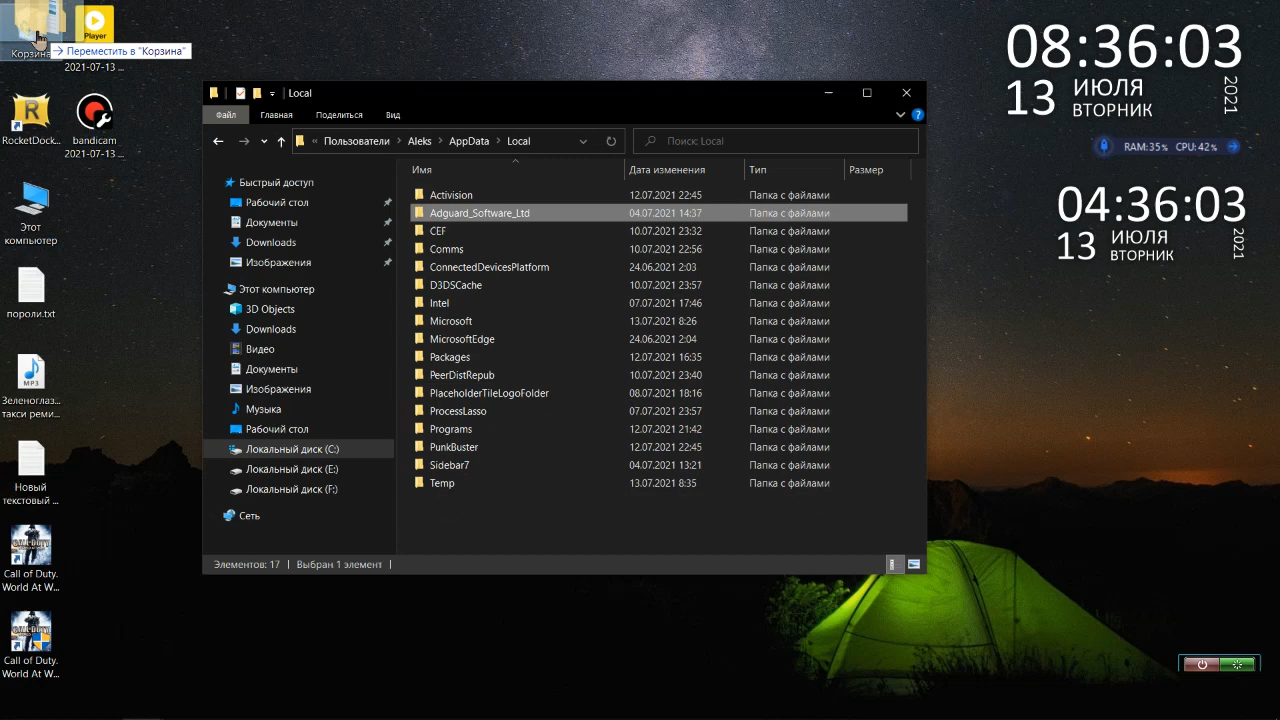 Корзина
Переместить в "Корзина"
Player
2021-07-13 ...
RocketDock...
bandicam
2021-07-13 ...
Этот
компьютер
пороли.txt
MP3
Зеленоглаз...
такси реми...
Новый
текстовый ...
Call of Duty.
World At W...
Call of Duty.
World At W...
Local
Файл
Главная
Поделиться
Вид
« Пользователи > Aleks > AppData > Local
Поиск: Local
Быстрый доступ
Рабочий стол
Документы
Downloads
Изображения
Этот компьютер
3D Objects
Downloads
Видео
Документы
Изображения
Музыка
Рабочий стол
Локальный диск (C:)
Локальный диск (E:)
Локальный диск (F:)
Сеть
Имя Дата изменения Тип Размер
Activision 12.07.2021 22:45 Папка с файлами
Adguard_Software_Ltd 04.07.2021 14:37 Папка с файлами
CEF 10.07.2021 23:32 Папка с файлами
Comms 10.07.2021 22:56 Папка с файлами
ConnectedDevicesPlatform 24.06.2021 2:03 Папка с файлами
D3DSCache 10.07.2021 23:57 Папка с файлами
Intel 07.07.2021 17:46 Папка с файлами
Microsoft 13.07.2021 8:26 Папка с файлами
MicrosoftEdge 24.06.2021 2:04 Папка с файлами
Packages 12.07.2021 16:35 Папка с файлами
PeerDistRepub 10.07.2021 23:40 Папка с файлами
PlaceholderTileLogoFolder 08.07.2021 18:16 Папка с файлами
ProcessLasso 07.07.2021 23:57 Папка с файлами
Programs 12.07.2021 21:42 Папка с файлами
PunkBuster 12.07.2021 22:45 Папка с файлами
Sidebar7 04.07.2021 13:21 Папка с файлами
Temp 13.07.2021 8:35 Папка с файлами
Элементов: 17 Выбран 1 элемент
08:36:03
13 ИЮЛЯ
ВТОРНИК
2021
RAM:35% CPU:42%
04:36:03
13 ИЮЛЯ
ВТОРНИК
2021